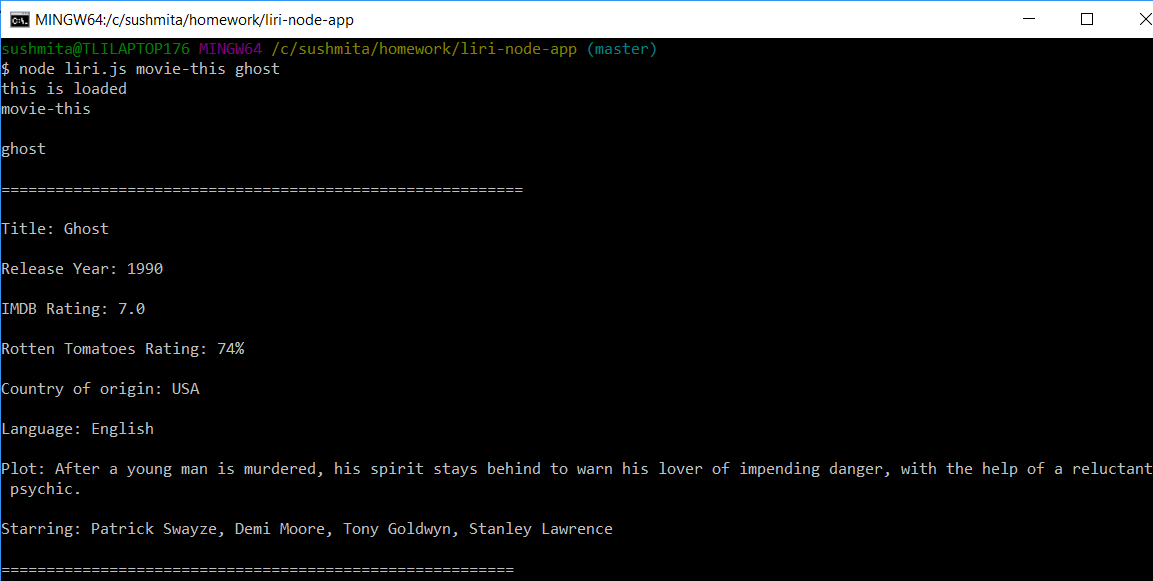 MINGW64:/c/sushmita/homework/liri-node-app
sushmita@TLILAPTOP176 MINGW64 /c/sushmita/homework/liri-node-app (master)
$ node liri.js movie-this ghost
this is loaded
movie-this
ghost
==========================================================
Title: Ghost
Release Year: 1990
IMDB Rating: 7.0
Rotten Tomatoes Rating: 74%
Country of origin: USA
Language: English
Plot: After a young man is murdered, his spirit stays behind to warn his lover of impending danger, with the help of a reluctant
psychic.
Starring: Patrick Swayze, Demi Moore, Tony Goldwyn, Stanley Lawrence
=========================================================